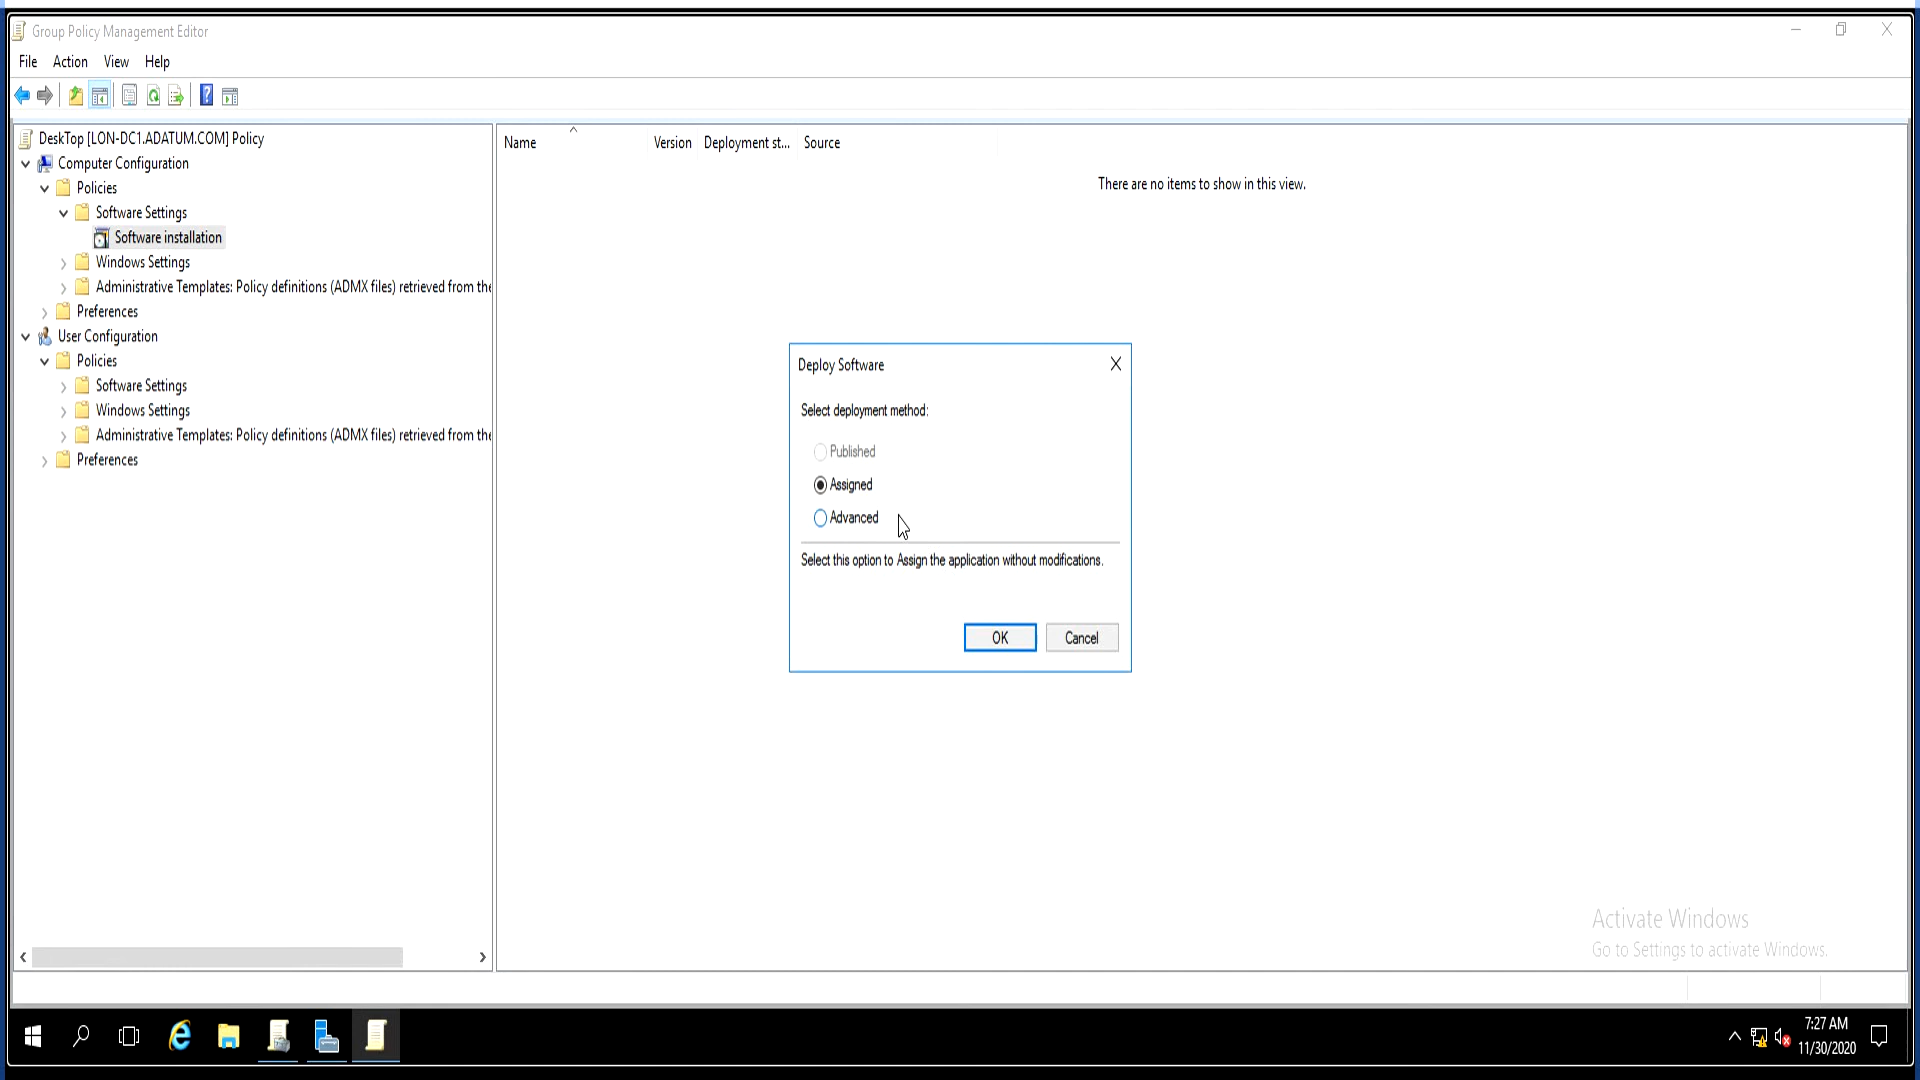 Group Policy Management Editor
File Action View Help
DeskTop [LON-DC1.ADATUM.COM] Policy
Computer Configuration
Policies
Software Settings
Software installation
Windows Settings
Administrative Templates: Policy definitions (ADMX files) retrieved from the
Preferences
User Configuration
Policies
Software Settings
Windows Settings
Administrative Templates: Policy definitions (ADMX files) retrieved from the
Preferences
Name Version Deployment st... Source
There are no items to show in this view.
Deploy Software
Select deployment method:
Published
Assigned
Advanced
Select this option to Assign the application without modifications.
OK Cancel
Activate Windows
Go to Settings to activate Windows.
7:27 AM
11/30/2020